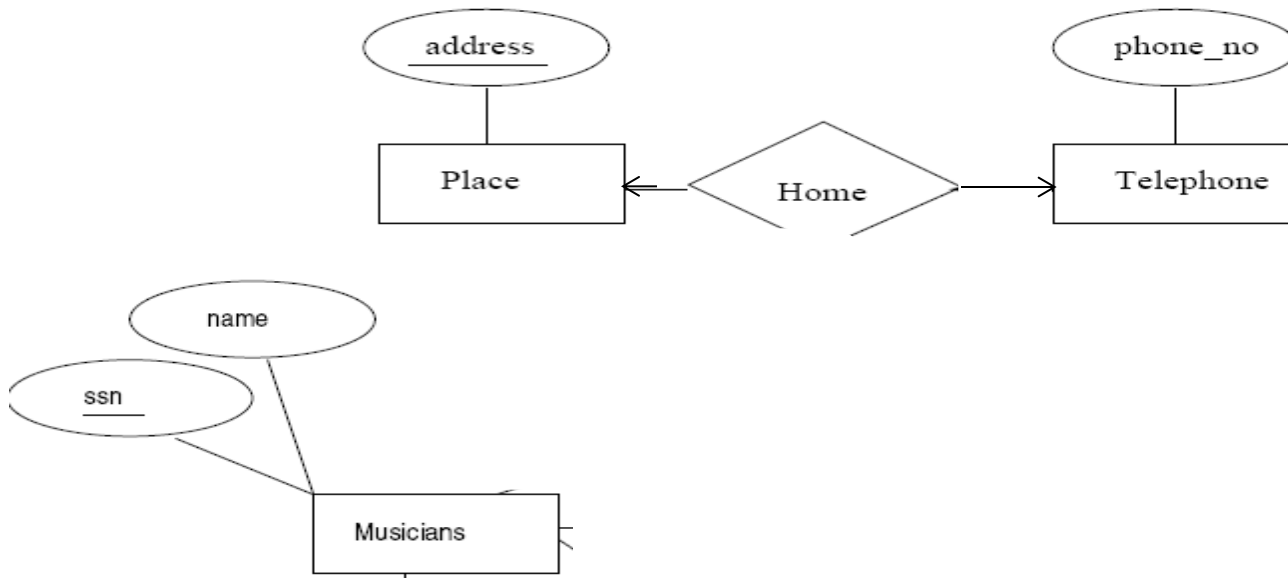 address
phone_no
Place
Home
Telephone
name
ssn
Musicians